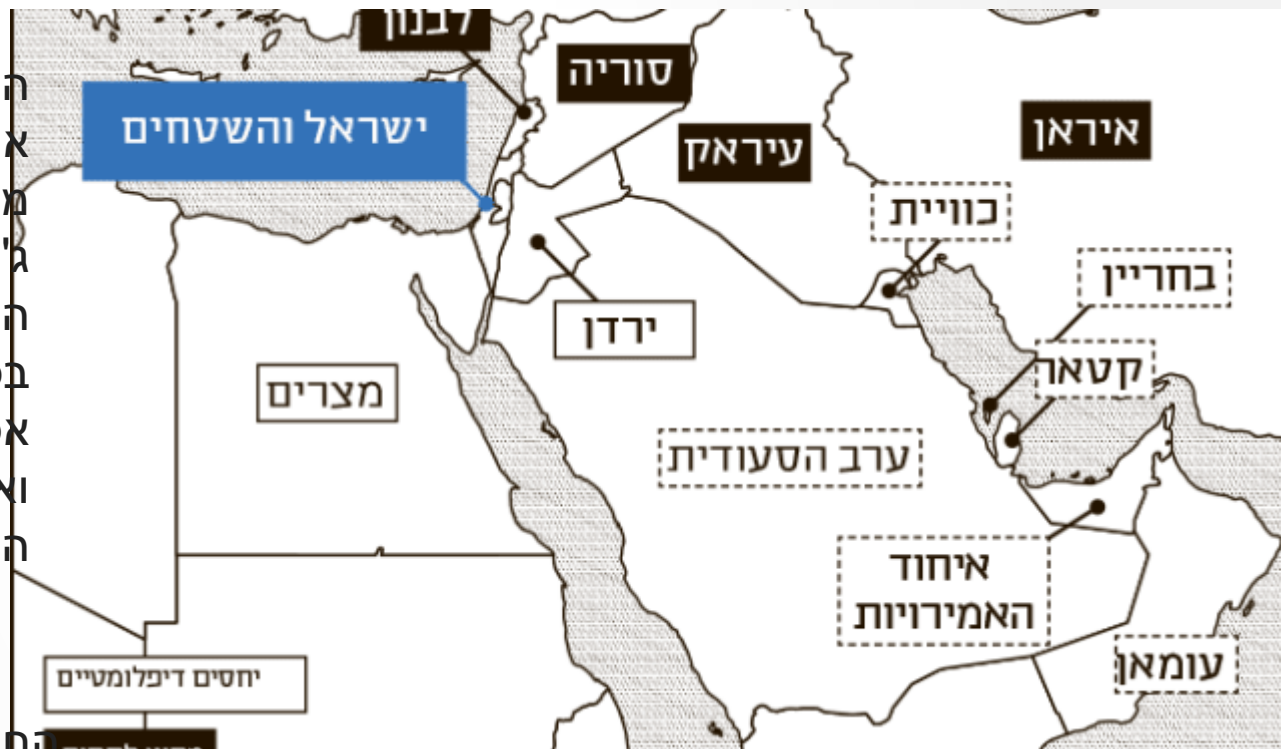 לבנון
סוריה
ישראל והשטחים
עיראק
איראן
כוויית
בחריין
ירדן
קטאר
מצרים
ערב הסעודית
איחוד
האמירויות
עומאן
יחסים דיפלומטיים